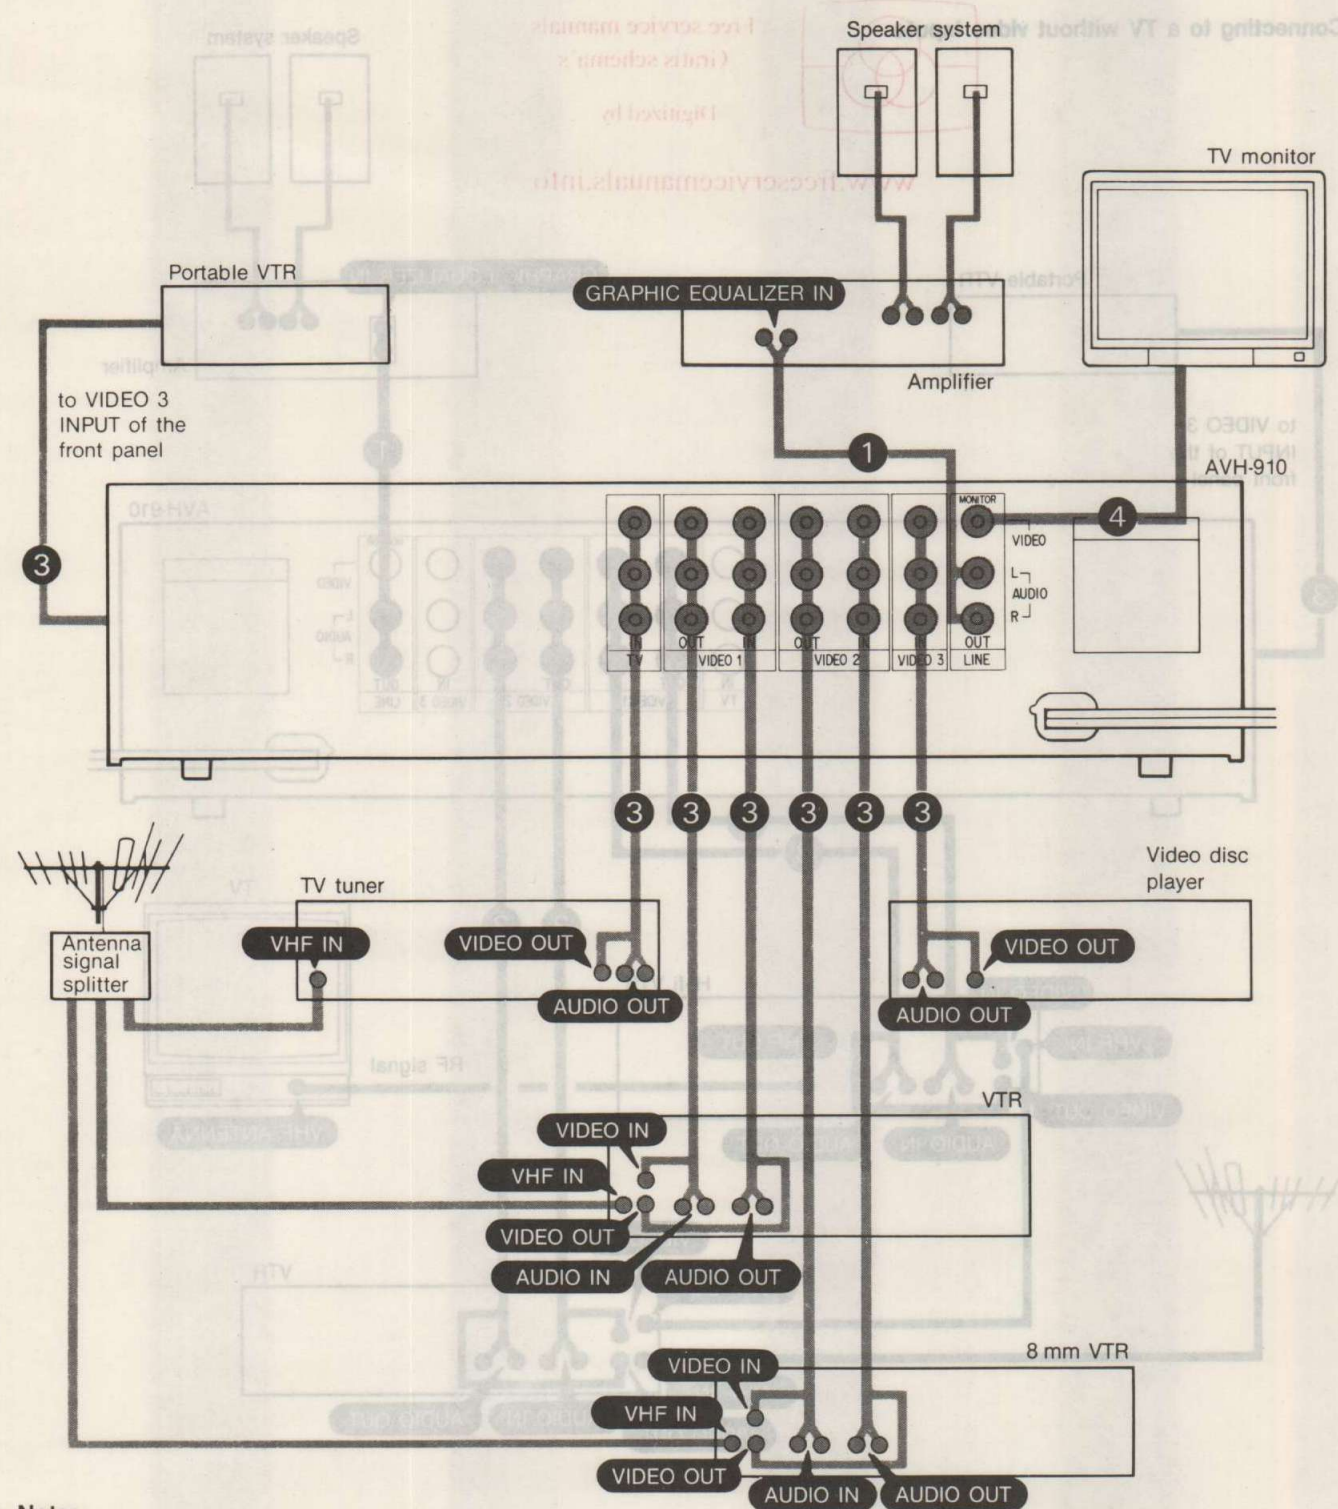 Speaker system
TV monitor
Portable VTR
GRAPHIC EQUALIZER IN
Amplifier
to VIDEO 3
INPUT of the
front panel
1
AVH-910
MONITOR
4
VIDEO
3
L
AUDIO
R
IN OUT IN OUT IN IN OUT
TV VIDEO 1 VIDEO 2 VIDEO 3 LINE
3 3 3 3 3 3
Video disc
player
TV tuner
Antenna
signal
splitter
VHF IN
VIDEO OUT
VIDEO OUT
AUDIO OUT
AUDIO OUT
VTR
VIDEO IN
VHF IN
VIDEO OUT
AUDIO IN
AUDIO OUT
8 mm VTR
VIDEO IN
VHF IN
VIDEO OUT
AUDIO IN
AUDIO OUT